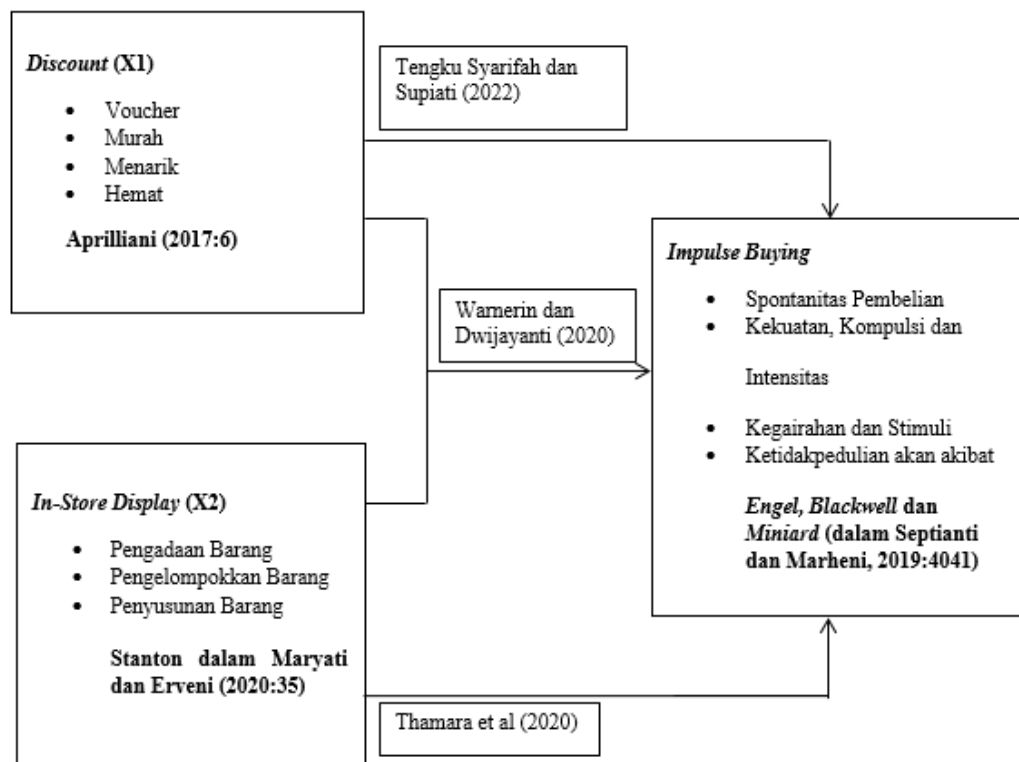 Discount (X1)
Voucher
Murah
Menarik
Hemat
Aprilliani (2017:6)
Tengku Syarifah dan
Supiati (2022)
Warnerin dan
Dwijayanti (2020)
Impulse Buying
Spontanitas Pembelian
Kekuatan, Kompulsi dan
Intensitas
Kegairahan dan Stimuli
Ketidakpedulian akan akibat
Engel, Blackwell dan
Miniard (dalam Septianti
dan Marheni, 2019:4041)
In-Store Display (X2)
Pengadaan Barang
Pengelompokkan Barang
Penyusunan Barang
Stanton dalam Maryati
dan Erveni (2020:35)
Thamara et al (2020)